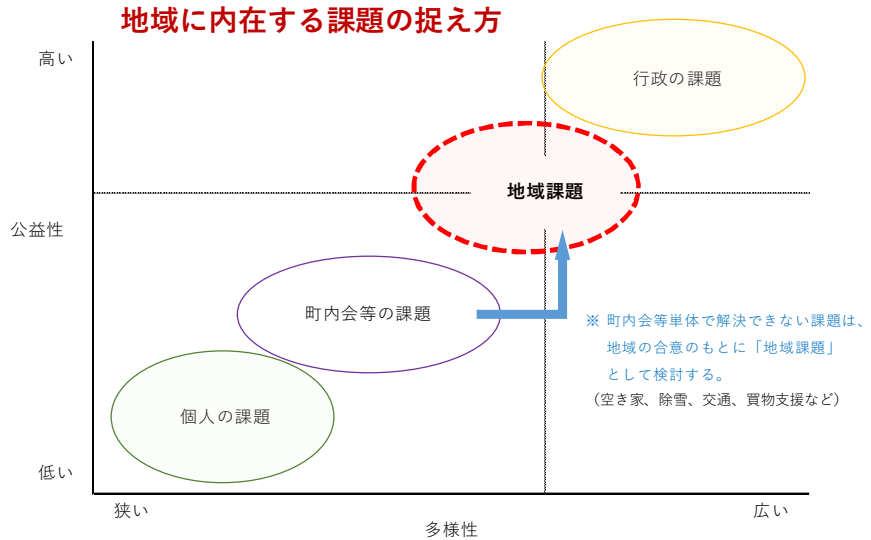 地域に内在する課題の捉え方
高い
行政の課題
地域課題
公益性
町内会等の課題
※ 町内会等単体で解決できない課題は、
地域の合意のもとに「地域課題」
として検討する。
（空き家、除雪、交通、買物支援など）
個人の課題
低い
狭い
広い
多様性